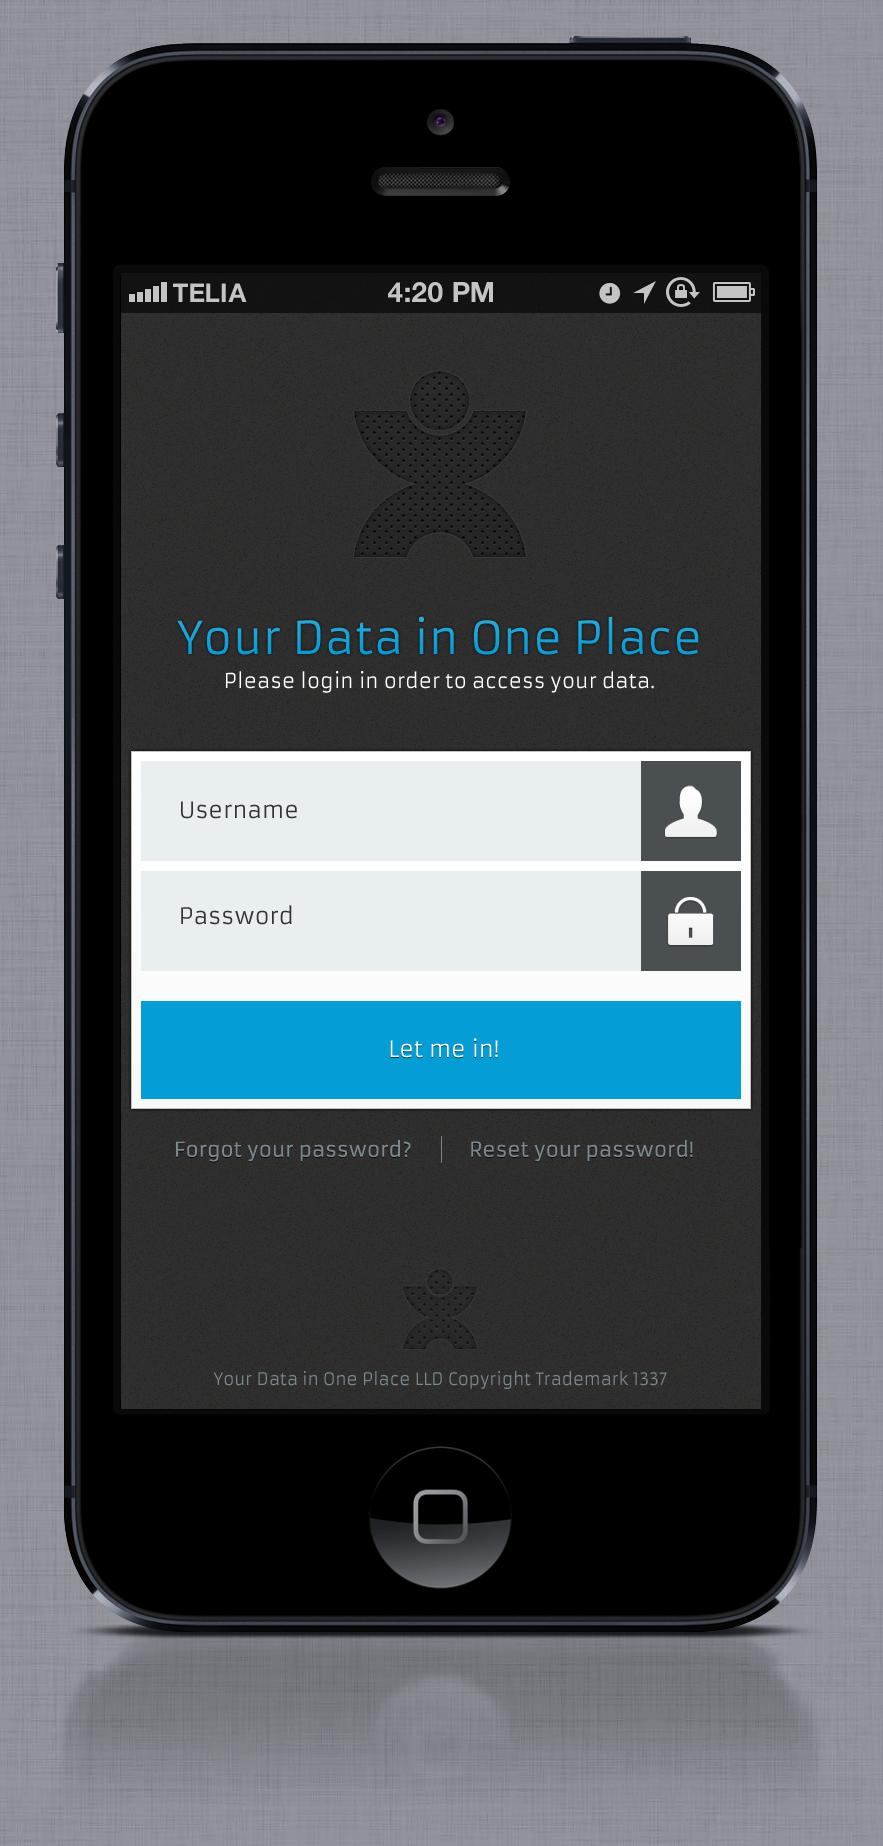 TELIA 4:20 PM
Your Data in One Place
Please login in order to access your data.
Username
Password
Let me in!
Forgot your password? Reset your password!
Your Data in One Place LLD Copyright Trademark 1337